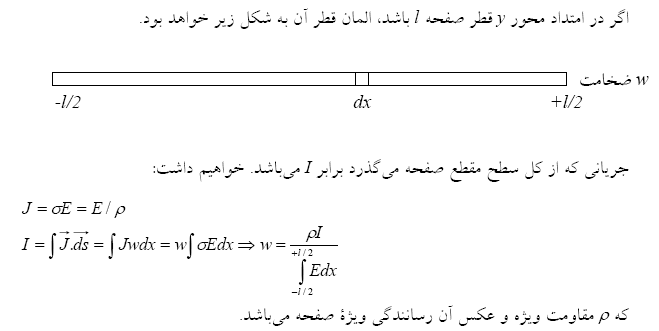 اگر در امتداد محور y قطر صفحه l باشد، المان قطر آن به شکل زیر خواهد بود.
ضخامت w
-l/2 dx +l/2
جریانی که از کل سطح مقطع صفحه می‌گذرد برابر I می‌باشد. خواهیم داشت:
J = σE = E / ρ
I = ∫ J⃗.ds⃗ = ∫ Jwdx = w∫ σEdx ⇒ w = ρI / ∫_{-l/2}^{+l/2} Edx
که ρ مقاومت ویژه و عکس آن رسانندگی ویژهٔ صفحه می‌باشد.